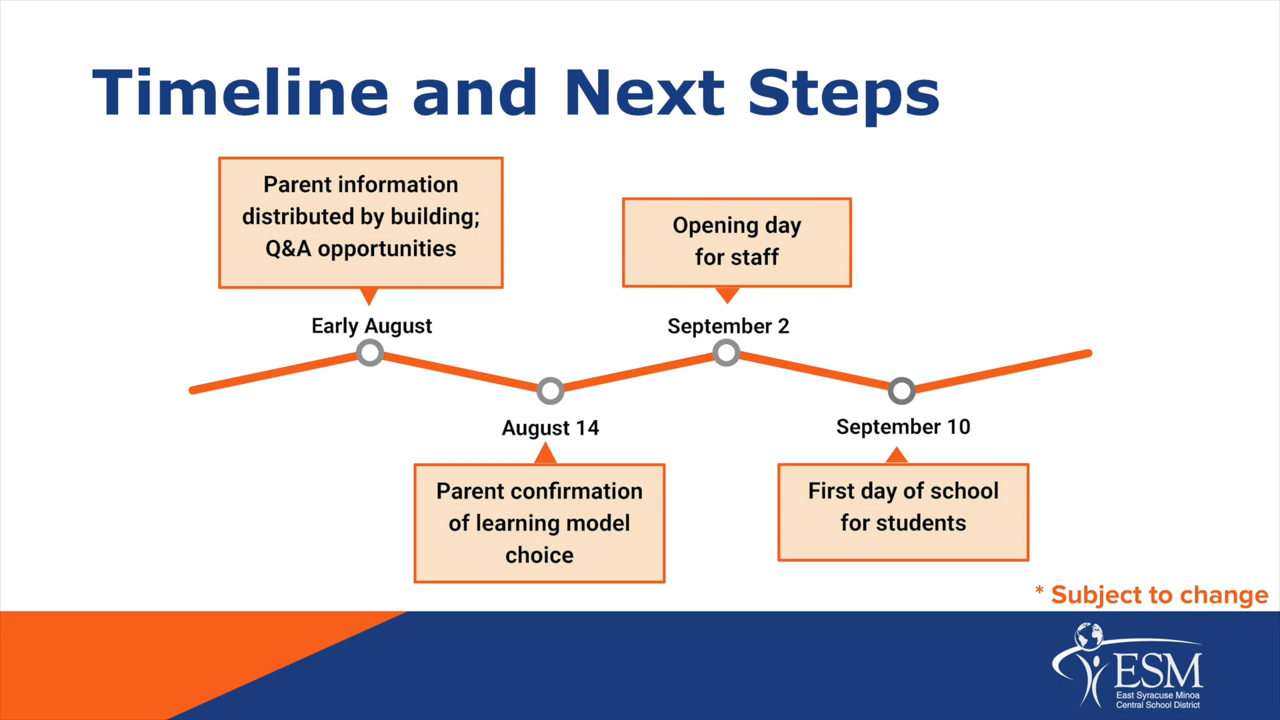 Timeline and Next Steps
Parent information
distributed by building;
Q&A opportunities
Early August
Opening day
for staff
September 2
August 14
Parent confirmation
of learning model
choice
September 10
First day of school
for students
* Subject to change
ESM
East Syracuse Minoa
Central School District